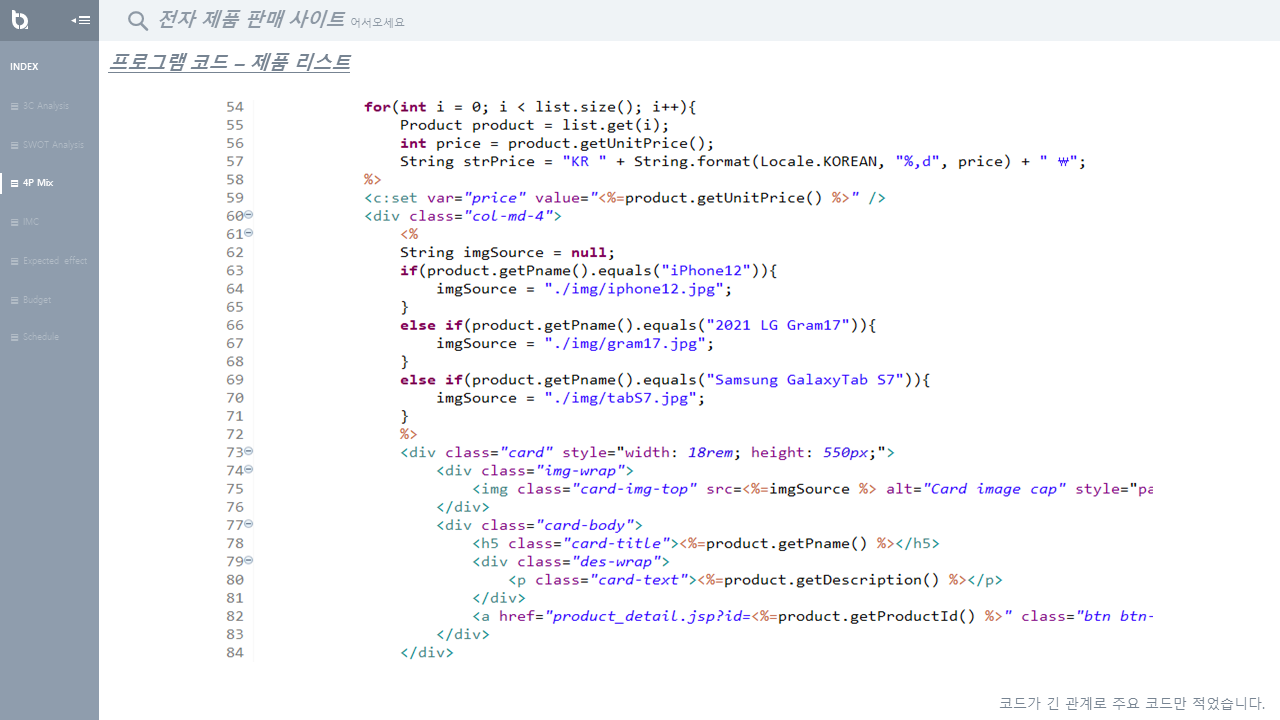 전자 제품 판매 사이트 어서오세요
INDEX
3C Analysis
SWOT Analysis
4P Mix
IMC
Expected effect
Budget
Schedule
프로그램 코드 – 제품 리스트
54 for(int i = 0; i < list.size(); i++){
55 Product product = list.get(i);
56 int price = product.getUnitPrice();
57 String strPrice = "KR " + String.format(Locale.KOREAN, "%,d", price) + " ₩";
58 %>
59 <c:set var="price" value="<%=product.getUnitPrice() %>" />
60 <div class="col-md-4">
61 <%
62 String imgSource = null;
63 if(product.getPname().equals("iPhone12")){
64 imgSource = "./img/iphone12.jpg";
65 }
66 else if(product.getPname().equals("2021 LG Gram17")){
67 imgSource = "./img/gram17.jpg";
68 }
69 else if(product.getPname().equals("Samsung GalaxyTab S7")){
70 imgSource = "./img/tabS7.jpg";
71 }
72 %>
73 <div class="card" style="width: 18rem; height: 550px;">
74 <div class="img-wrap">
75 <img class="card-img-top" src=<%=imgSource %> alt="Card image cap" style="pa
76 </div>
77 <div class="card-body">
78 <h5 class="card-title"><%=product.getPname() %></h5>
79 <div class="des-wrap">
80 <p class="card-text"><%=product.getDescription() %></p>
81 </div>
82 <a href="product_detail.jsp?id=<%=product.getProductId() %>" class="btn btn-
83 </div>
84 </div>
코드가 긴 관계로 주요 코드만 적었습니다.